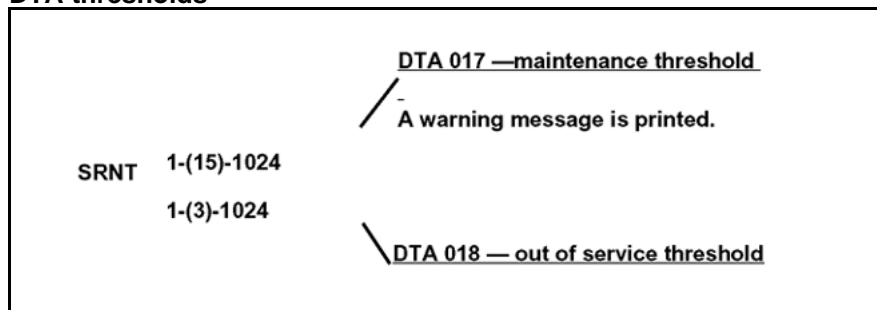 DTA thresholds
DTA 017 —maintenance threshold
-
A warning message is printed.
SRNT 1-(15)-1024
1-(3)-1024
DTA 018 — out of service threshold